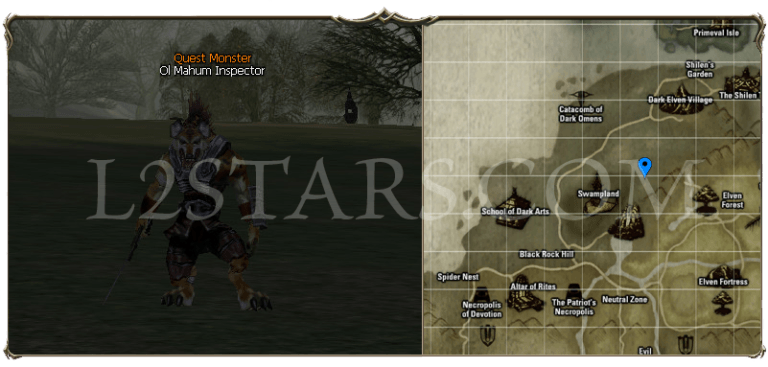 Quest Monster
Ol Mahum Inspector
L2STARS.COM
Primeval Isle
Shilen's
Garden
The Shilen
Dark Elven Village
Catacomb of
Dark Omens
Swampland
Elven
Forest
School of Dark Arts
Black Rock Hill
Spider Nest
Altar of Rites
Elven Fortress
Necropolis
of Devotion
The Patriot's
Necropolis
Neutral Zone
Evil